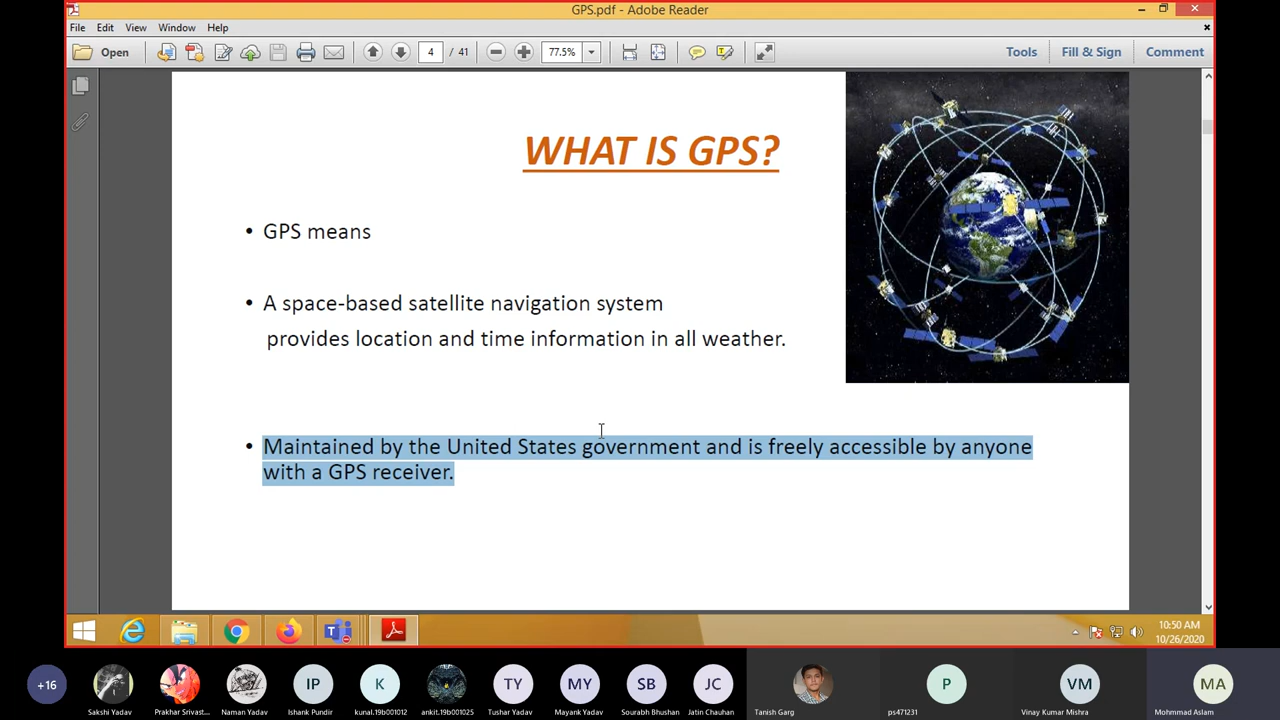 GPS.pdf - Adobe Reader
File Edit View Window Help
Open 4 / 41 77.5% Tools Fill & Sign Comment
WHAT IS GPS?
• GPS means
• A space-based satellite navigation system
provides location and time information in all weather.
• Maintained by the United States government and is freely accessible by anyone
with a GPS receiver.
10:50 AM
10/26/2020
+16 IP K TY MY SB JC P VM MA
Sakshi Yadav Prakhar Srivast... Naman Yadav Ishank Pundir kunal.19b001012 ankit.19b001025 Tushar Yadav Mayank Yadav Sourabh Bhushan Jatin Chauhan Tanish Garg ps471231 Vinay Kumar Mishra Mohmmad Aslam